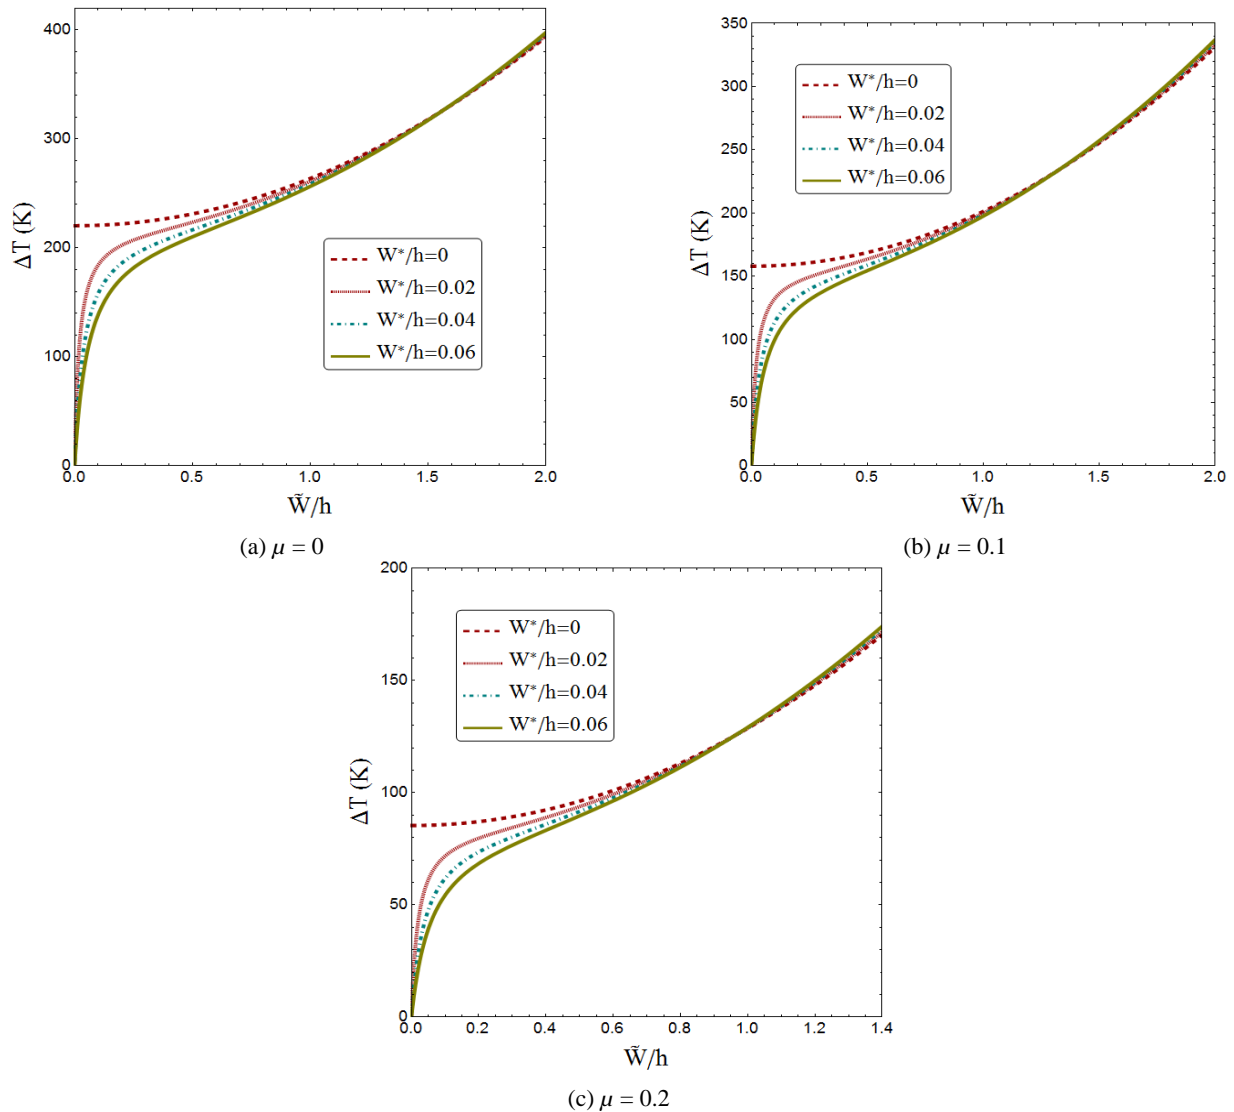 400
300
200
100
0
ΔT (K)
W*/h=0
W*/h=0.02
W*/h=0.04
W*/h=0.06
0.0 0.5 1.0 1.5 2.0
W̃/h
(a) μ = 0
350
300
250
200
150
100
50
0
ΔT (K)
W*/h=0
W*/h=0.02
W*/h=0.04
W*/h=0.06
0.0 0.5 1.0 1.5 2.0
W̃/h
(b) μ = 0.1
200
150
100
50
0
ΔT (K)
W*/h=0
W*/h=0.02
W*/h=0.04
W*/h=0.06
0.0 0.2 0.4 0.6 0.8 1.0 1.2 1.4
W̃/h
(c) μ = 0.2